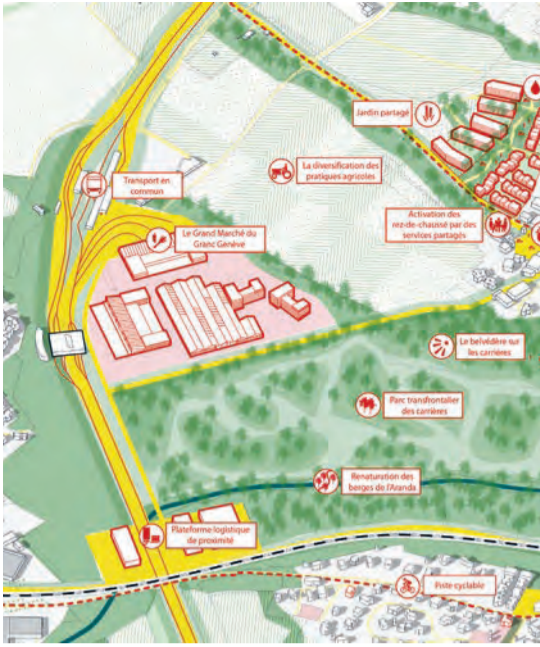 Jardin partagé
La diversification des
pratiques agricoles
Transport en
commun
Activation des
rez-de-chaussé par des
services partagés
Le Grand Marché du
Granc Genève
Le belvédère sur
les carrières
Parc transfrontalier
des carrières
Renaturation des
berges de l'Aranda
Plateforme logistique
de proximité
Piste cyclable